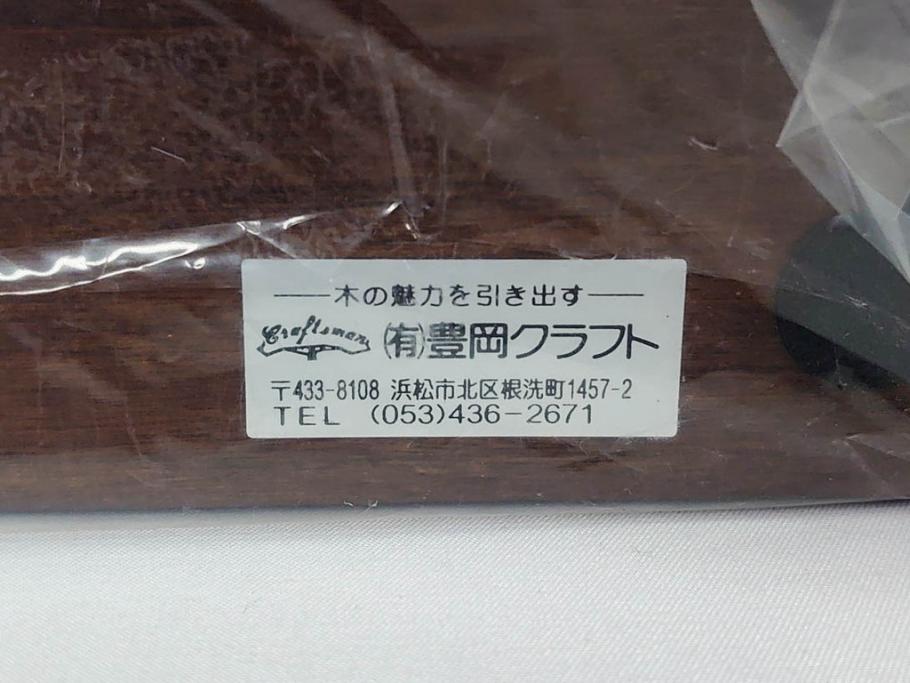 木の魅力を引き出す
Craftsman (有)豊岡クラフト
〒433-8108 浜松市北区根洗町1457-2
TEL (053)436-2671